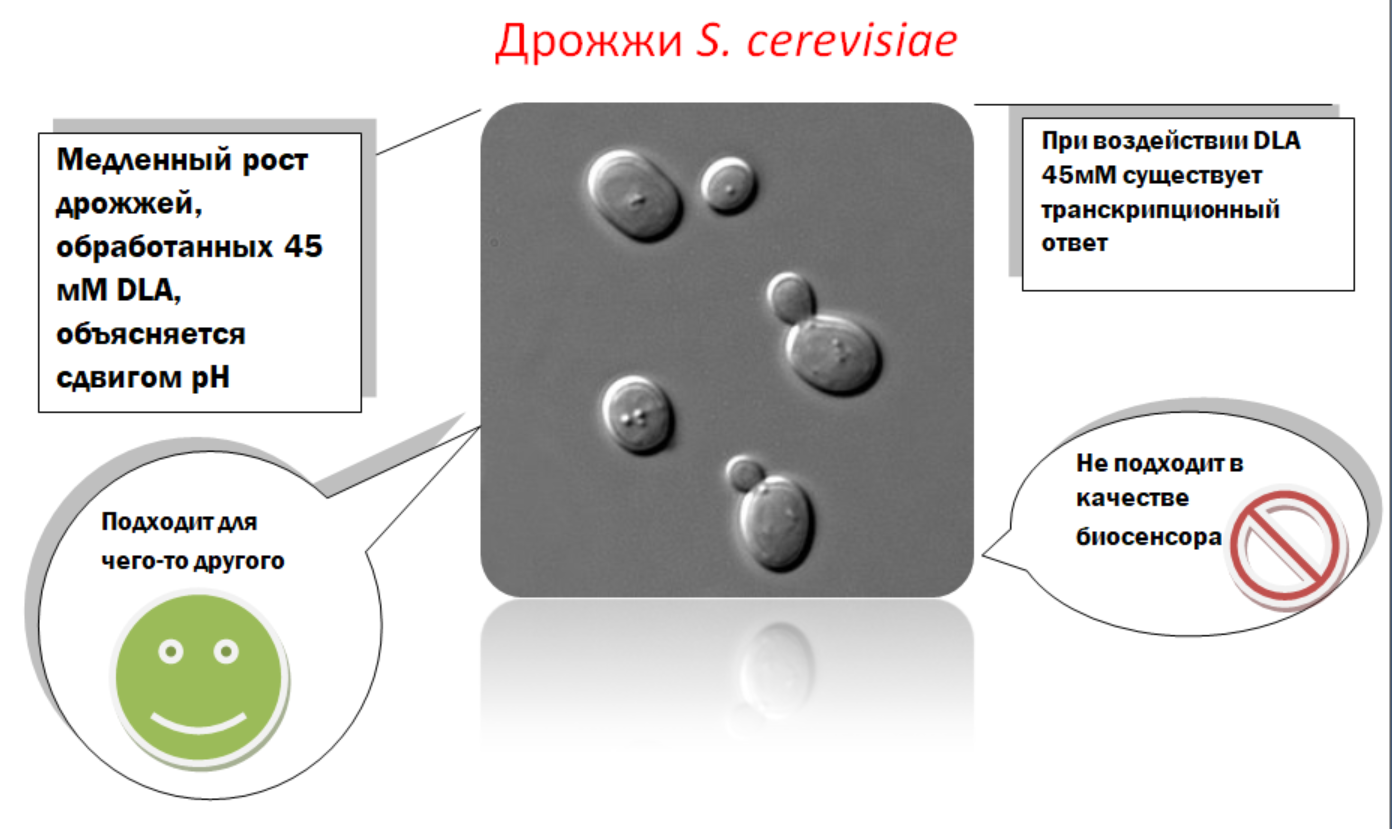 Дрожжи S. cerevisiae
Медленный рост
дрожжей,
обработанных 45
мМ DLA,
объясняется
сдвигом pH
При воздействии DLA
45мМ существует
транскрипционный
ответ
Подходит для
чего-то другого
Не подходит в
качестве
биосенсора